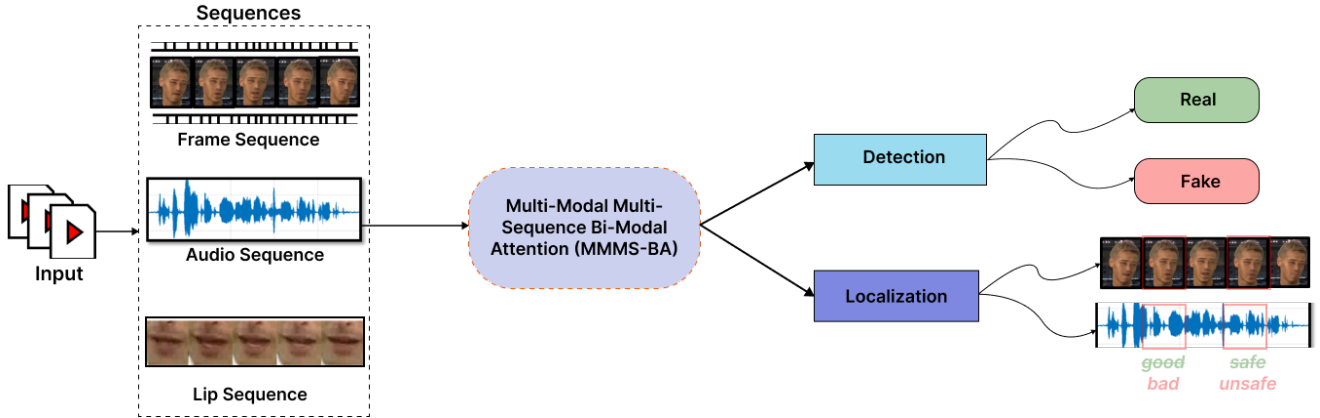 Sequences
Frame Sequence
Audio Sequence
Lip Sequence
Input
Multi-Modal Multi-
Sequence Bi-Modal
Attention (MMMS-BA)
Detection
Real
Fake
Localization
good safe
bad unsafe